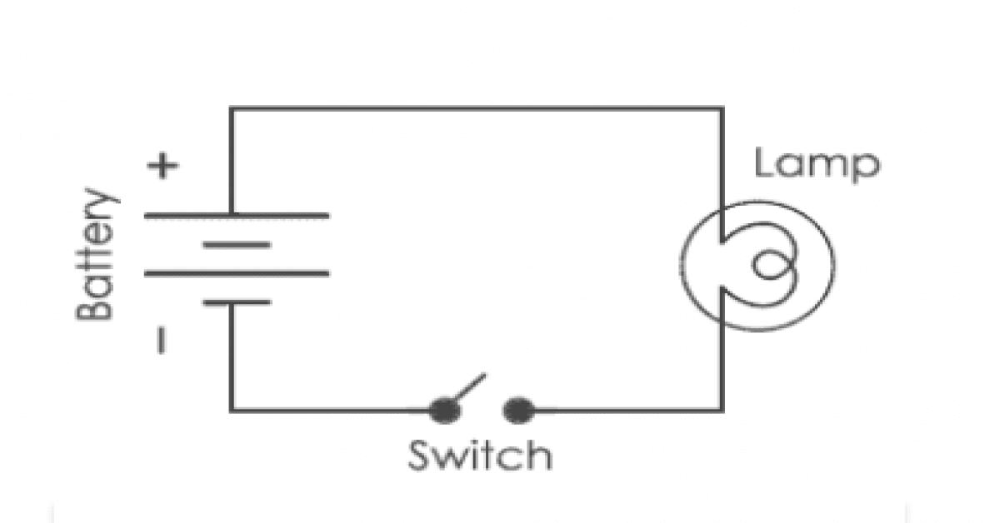 Lamp
+
Battery
-
Switch